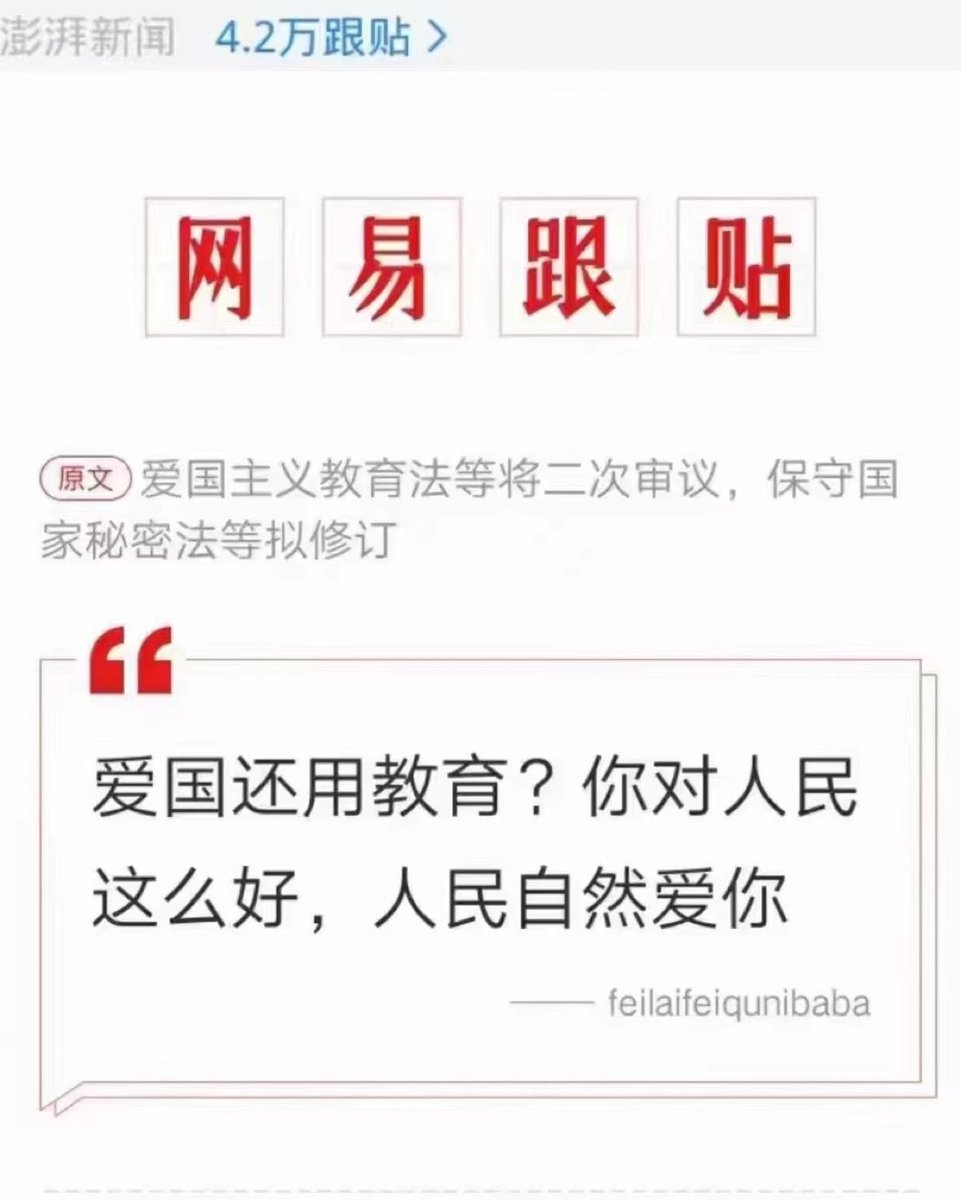 澎湃新闻 4.2万跟贴 >
网易跟贴
原文 爱国主义教育法等将二次审议，保守国
家秘密法等拟修订
“
爱国还用教育？你对人民
这么好，人民自然爱你
—— feilaifeiqunibaba